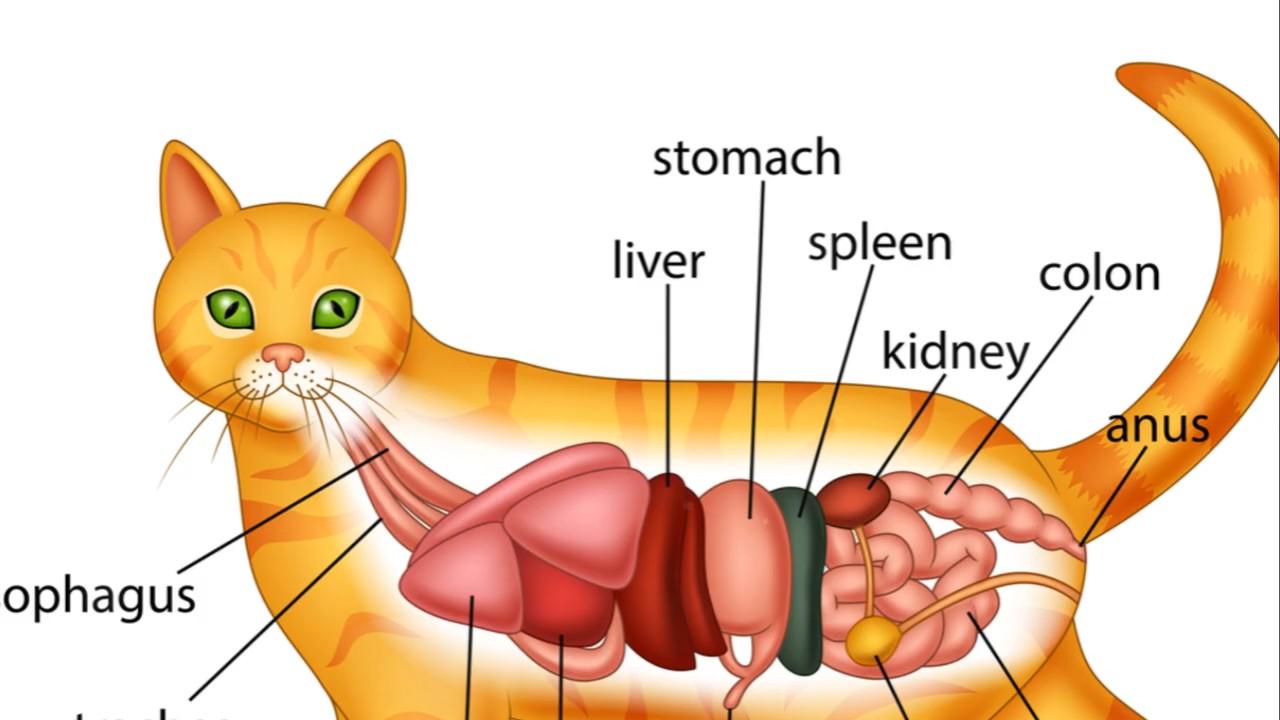 stomach
liver
spleen
colon
kidney
anus
ophagus